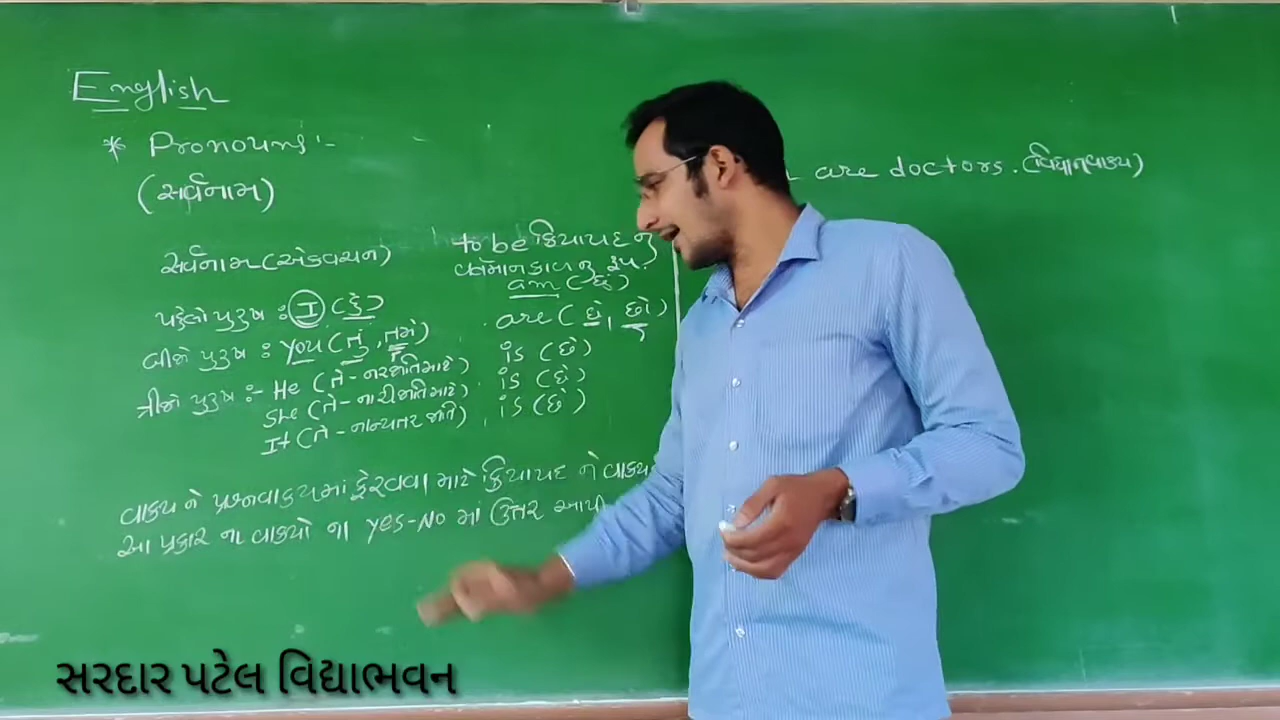 English
* Pronouns :-
(સર્વનામ)
સર્વનામ (એકવચન)
to be ક્રિયાપદ નું
વર્તમાનકાળ નું રૂપ.
પહેલો પુરુષ : I (હું) am (છું)
બીજો પુરુષ : you (તું, તમે) are (છે, છો)
ત્રીજો પુરુષ :- He (તે - નરજાતિ માટે) is (છે)
She (તે - નારીજાતિ માટે) is (છે)
It (તે - નાન્યતર જાતિ) is (છે)
વાક્ય ને પ્રશ્નવાક્યમાં ફેરવવા માટે ક્રિયાપદ ને વાક્ય
આ પ્રકાર ના વાક્યો ના yes-No માં ઉત્તર આપી
are doctors. (વિધાનવાક્ય)
સરદાર પટેલ વિદ્યાભવન